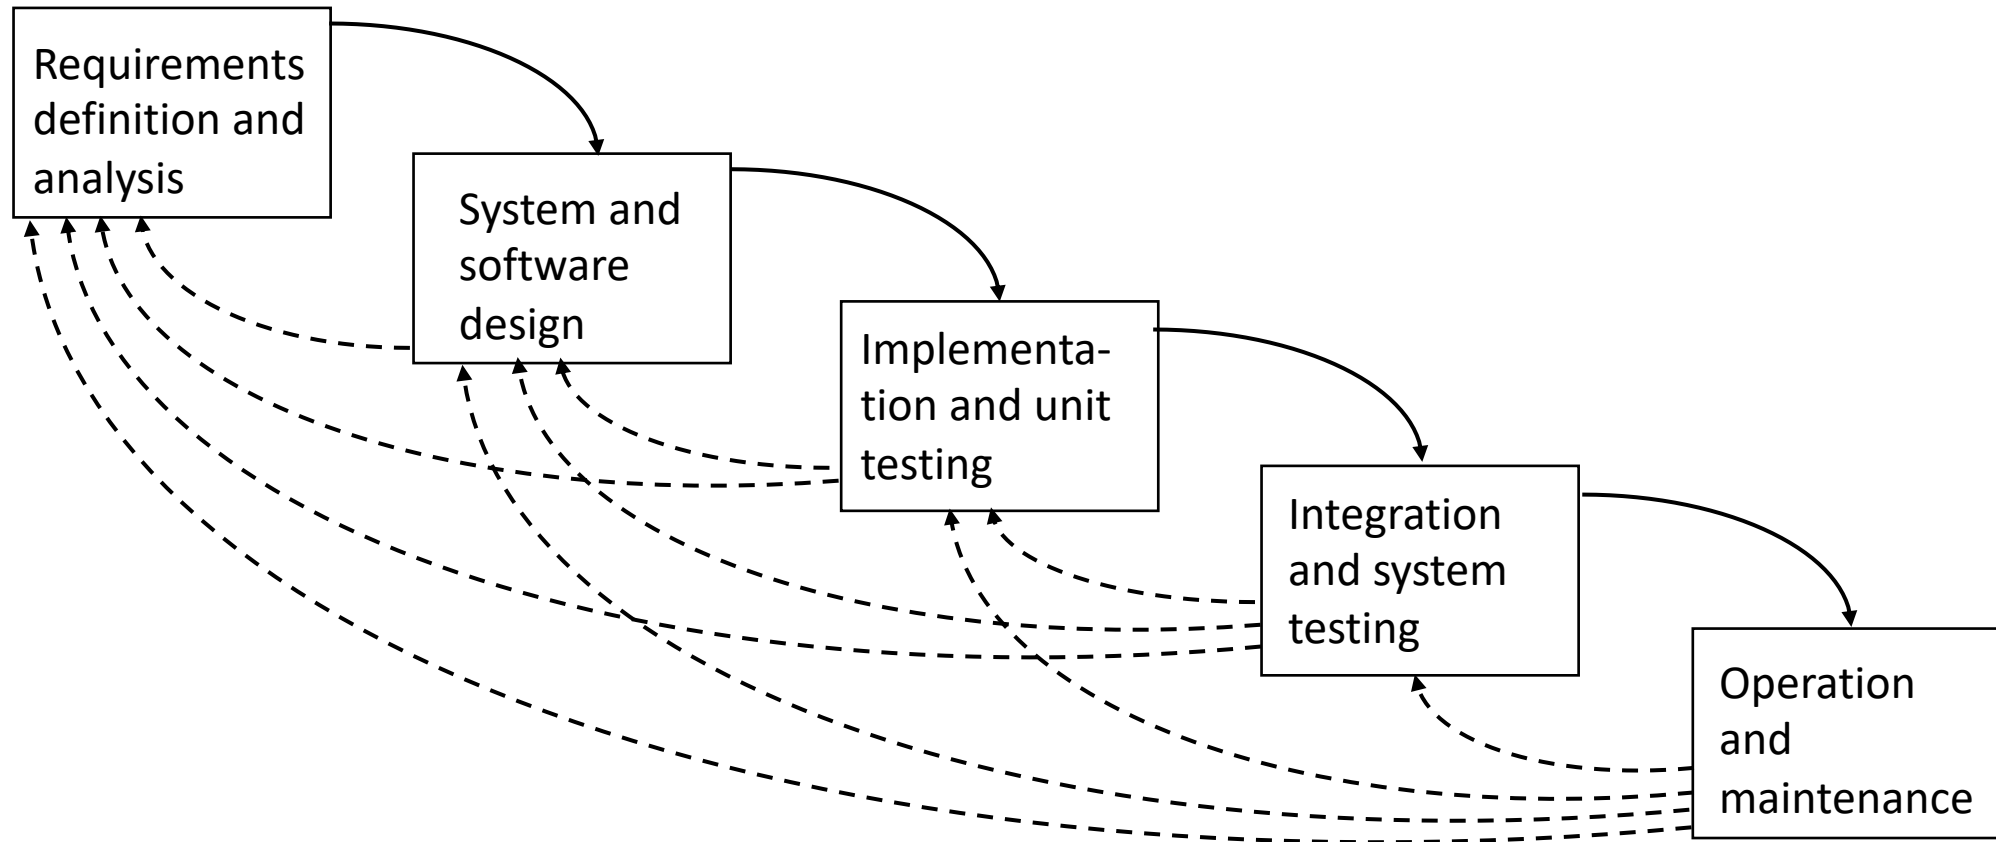 Requirements
definition and
analysis
System and
software
design
Implementa-
tion and unit
testing
Integration
and system
testing
Operation
and
maintenance